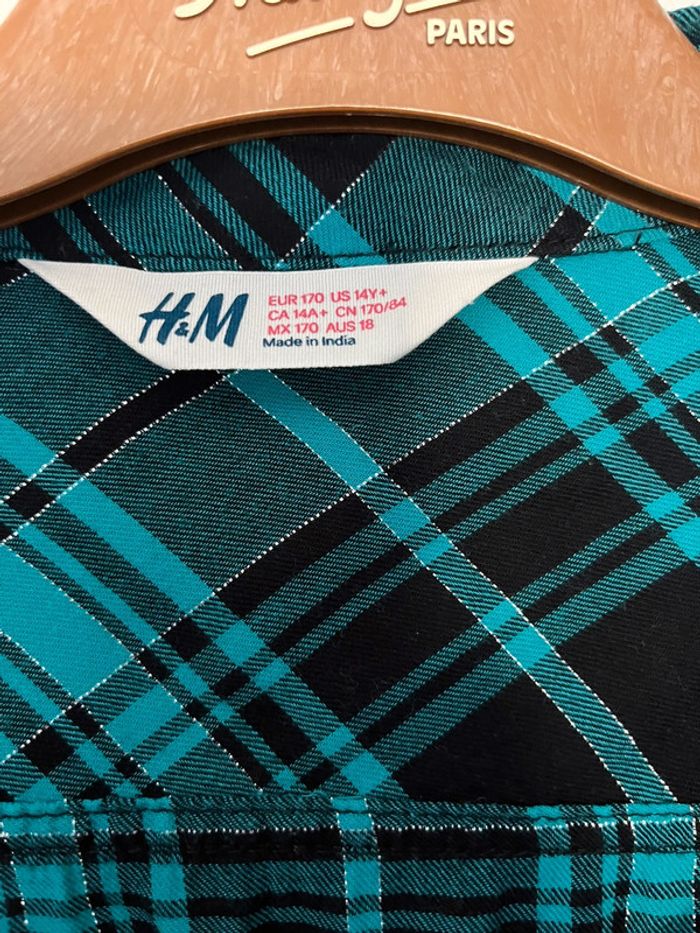 PARIS
H&M
EUR 170 US 14Y+
CA 14A+ CN 170/84
MX 170 AUS 18
Made in India